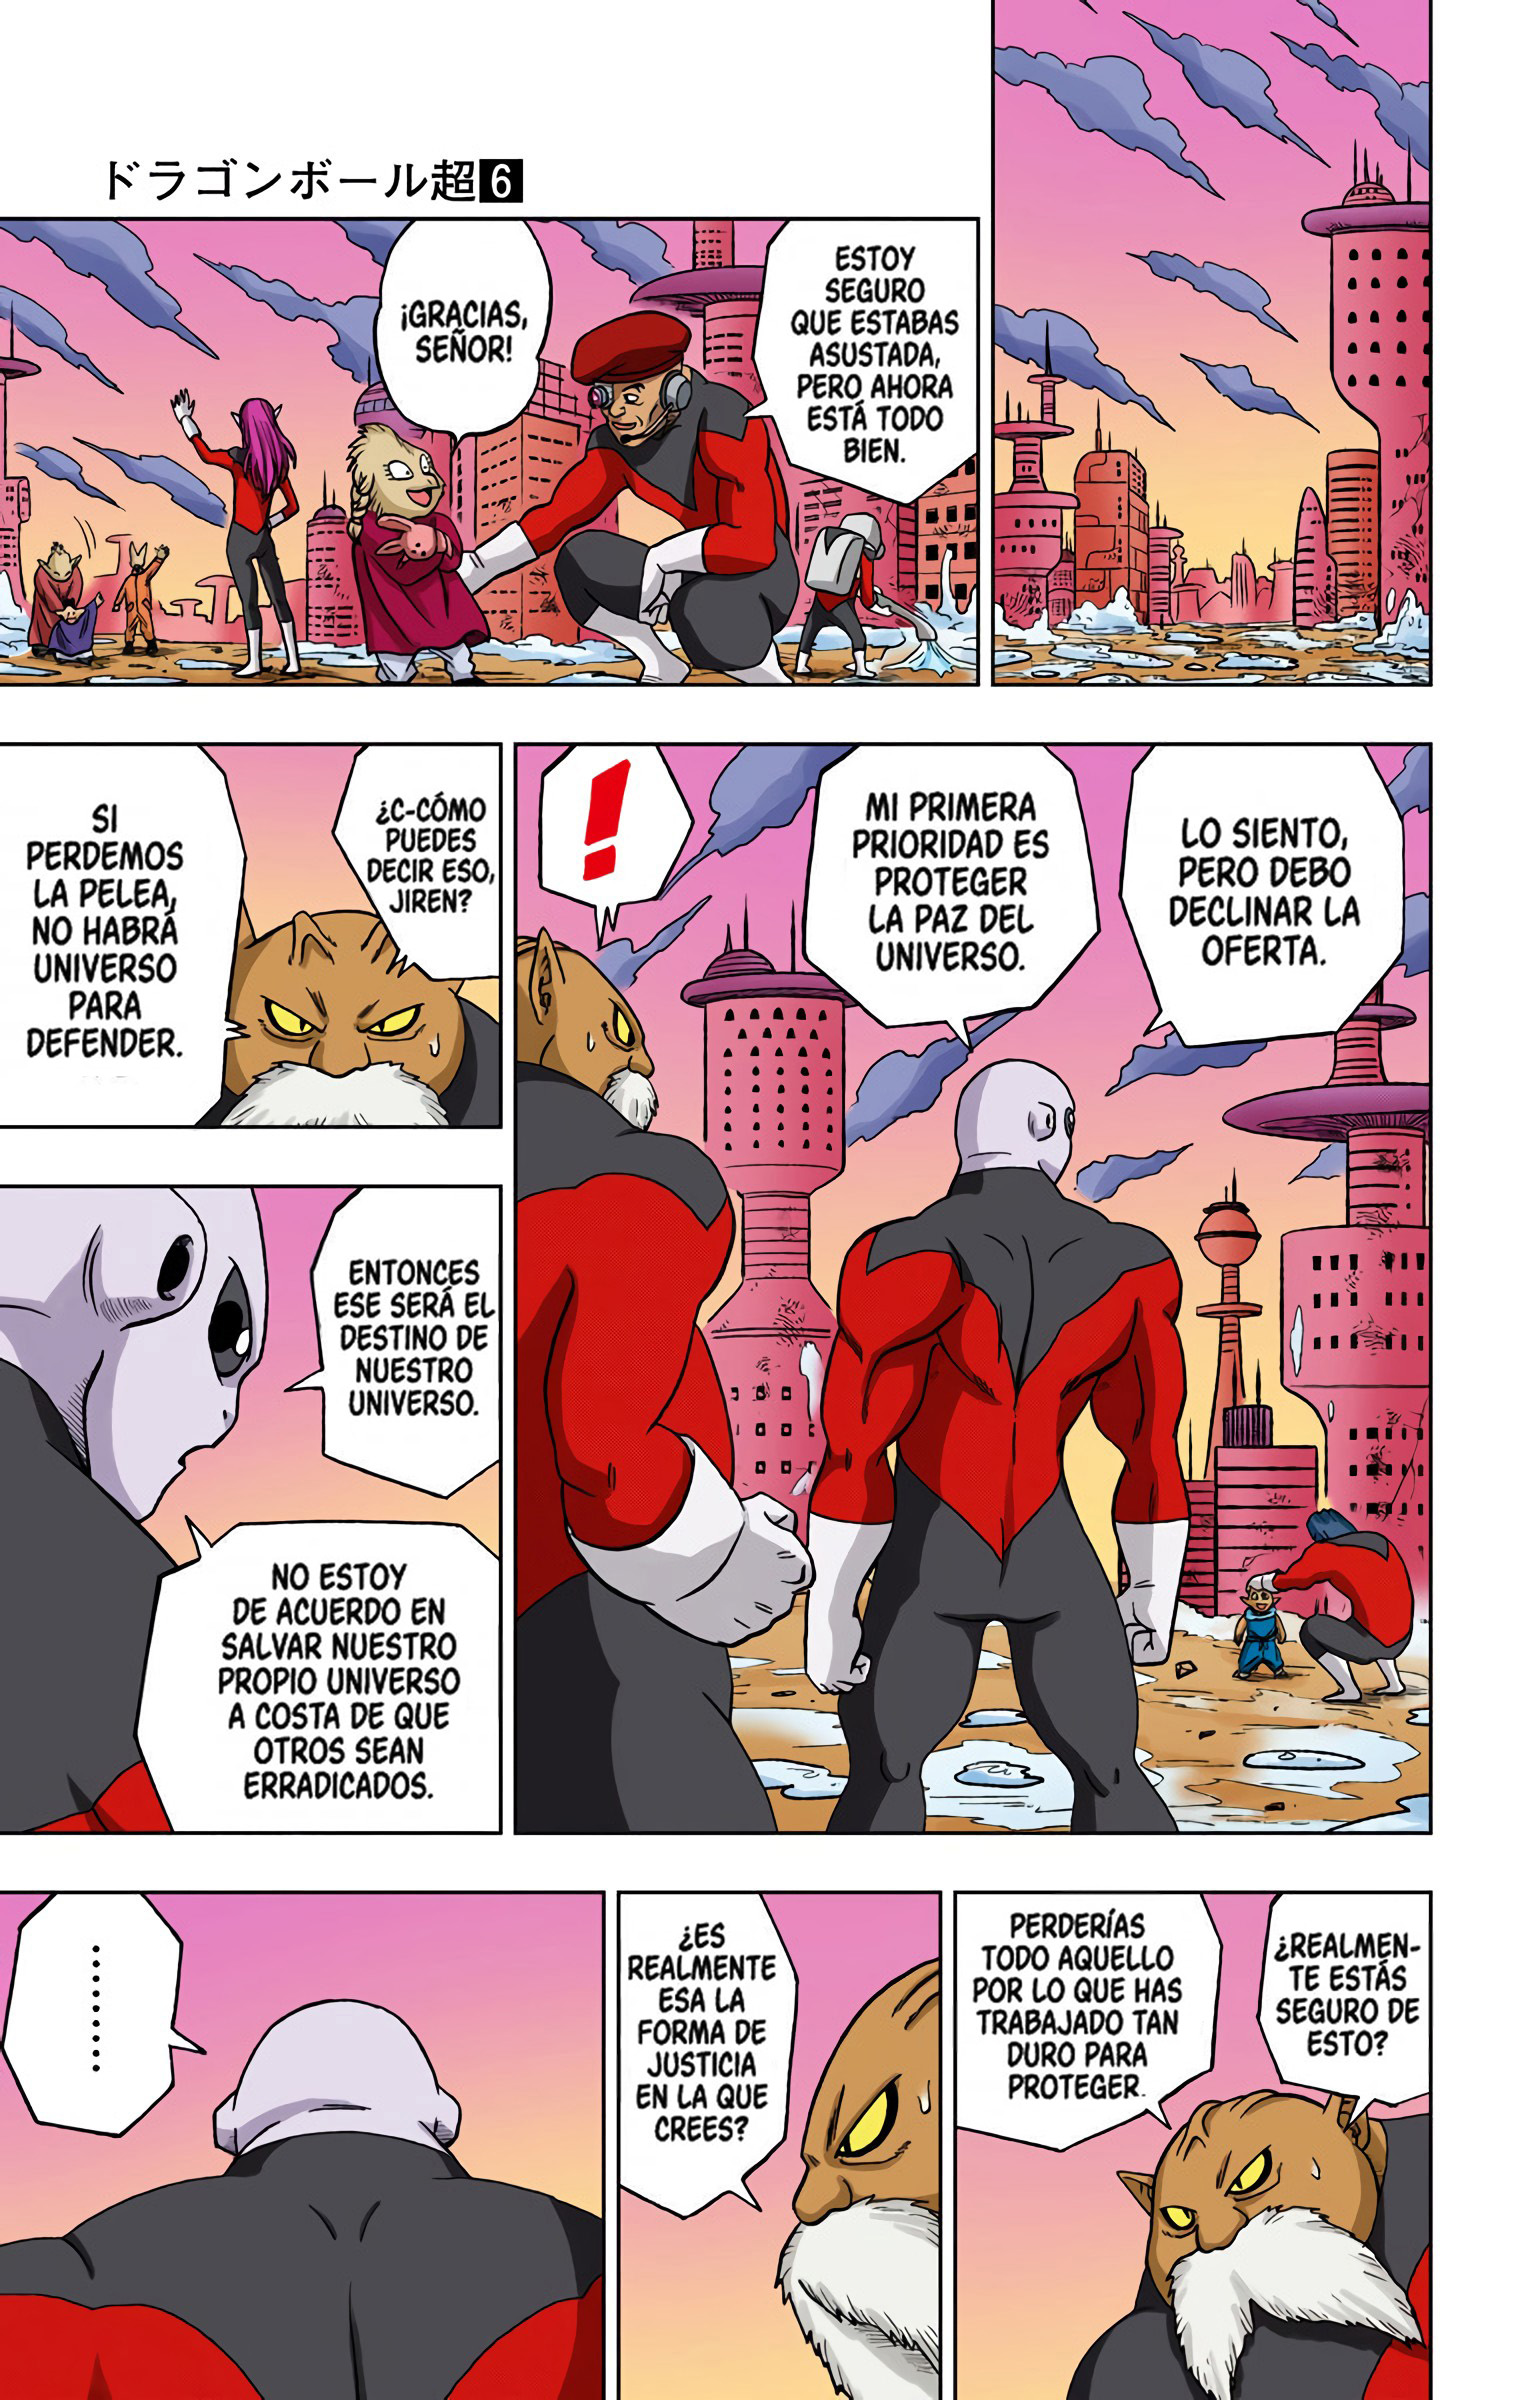 ドラゴンボール超6
ESTOY
SEGURO
QUE ESTABAS
ASUSTADA,
PERO AHORA
ESTÁ TODO
BIEN.
¡GRACIAS,
SEÑOR!
LO SIENTO,
PERO DEBO
DECLINAR LA
OFERTA.
MI PRIMERA
PRIORIDAD ES
PROTEGER
LA PAZ DEL
UNIVERSO.
!
¿C-CÓMO
PUEDES
DECIR ESO,
JIREN?
SI
PERDEMOS
LA PELEA,
NO HABRÁ
UNIVERSO
PARA
DEFENDER.
ENTONCES
ESE SERÁ EL
DESTINO DE
NUESTRO
UNIVERSO.
NO ESTOY
DE ACUERDO EN
SALVAR NUESTRO
PROPIO UNIVERSO
A COSTA DE QUE
OTROS SEAN
ERRADICADOS.
¿REALMEN-
TE ESTÁS
SEGURO DE
ESTO?
PERDERÍAS
TODO AQUELLO
POR LO QUE HAS
TRABAJADO TAN
DURO PARA
PROTEGER.
¿ES
REALMENTE
ESA LA
FORMA DE
JUSTICIA
EN LA QUE
CREES?
.........